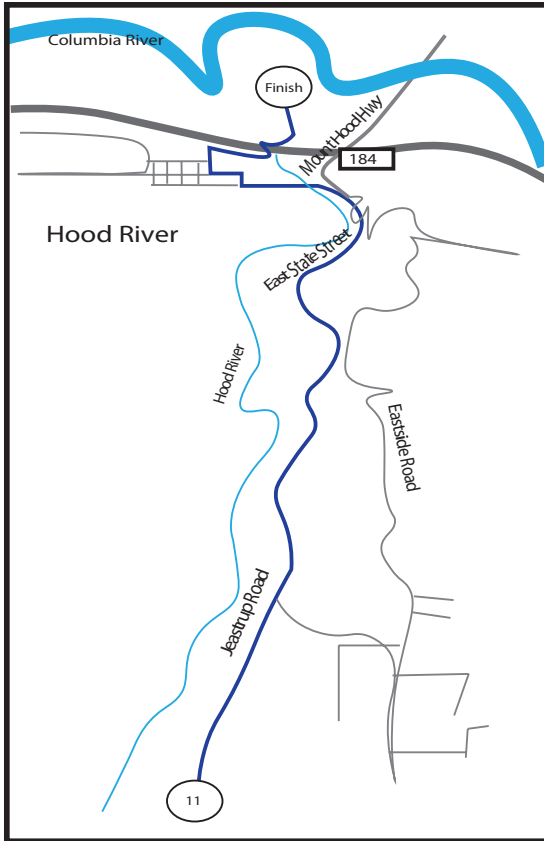 Columbia River
Finish
Mount Hood Hwy
184
Hood River
East State Street
Hood River
Eastside Road
Jeastrup Road
11